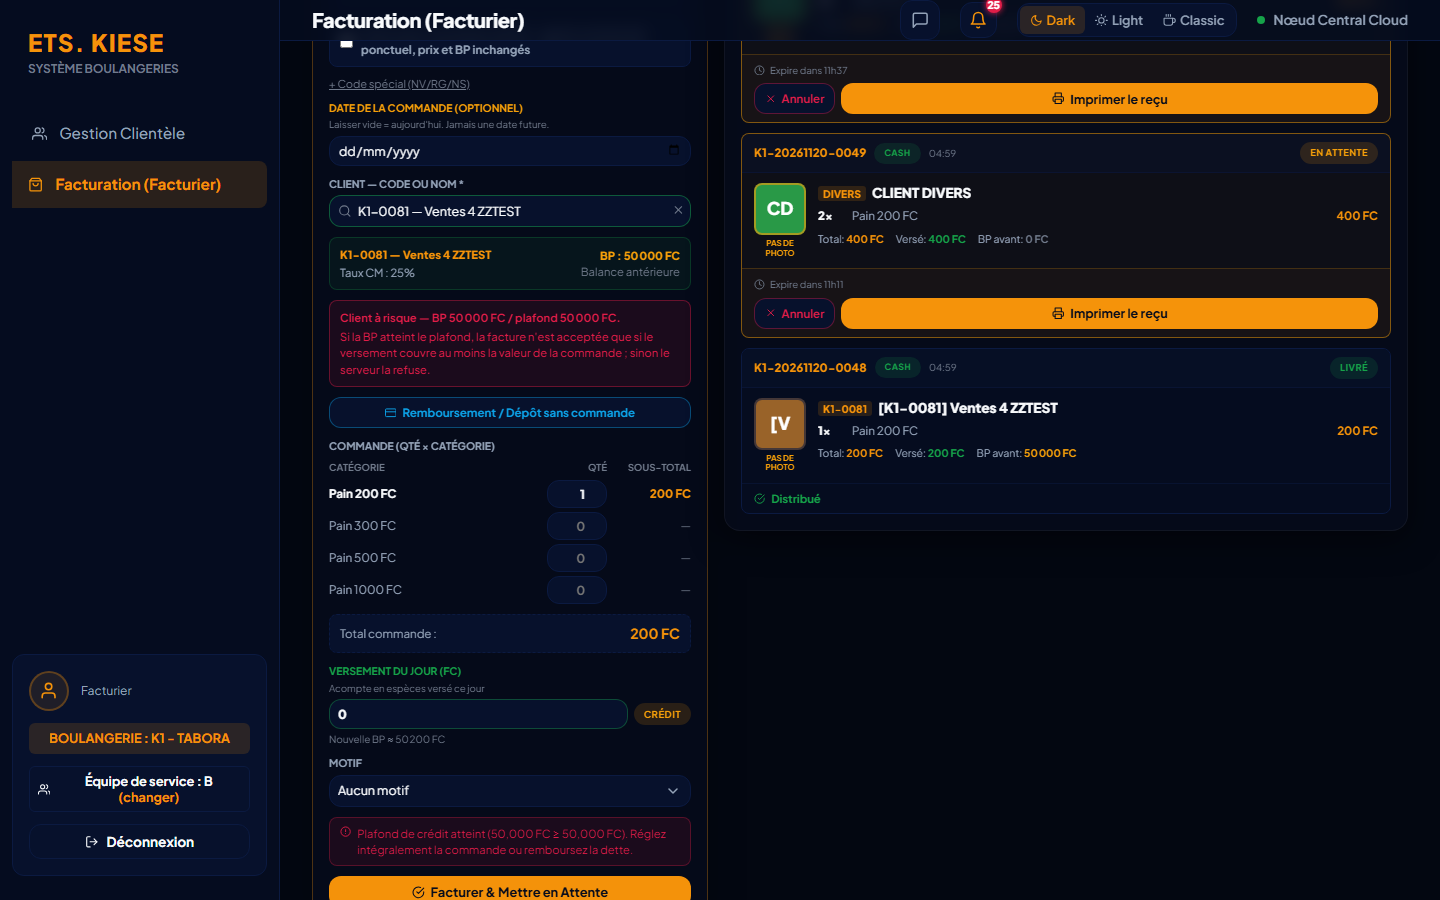 ETS. KIESE
SYSTÈME BOULANGERIES
Gestion Clientèle
Facturation (Facturier)
Facturier
BOULANGERIE : K1 - TABORA
Équipe de service : B
(changer)
Déconnexion
Facturation (Facturier)
25
Dark
Light
Classic
Nœud Central Cloud
ponctuel, prix et BP inchangés
+ Code spécial (NV/RG/NS)
DATE DE LA COMMANDE (OPTIONNEL)
Laisser vide = aujourd'hui. Jamais une date future.
dd/mm/yyyy
CLIENT — CODE OU NOM *
K1-0081 — Ventes 4 ZZTEST
K1-0081 — Ventes 4 ZZTEST
BP : 50 000 FC
Taux CM : 25%
Balance antérieure
Client à risque — BP 50 000 FC / plafond 50 000 FC.
Si la BP atteint le plafond, la facture n'est acceptée que si le
versement couvre au moins la valeur de la commande ; sinon le
serveur la refuse.
Remboursement / Dépôt sans commande
COMMANDE (QTÉ × CATÉGORIE)
CATÉGORIE QTÉ SOUS-TOTAL
Pain 200 FC 1 200 FC
Pain 300 FC 0 —
Pain 500 FC 0 —
Pain 1000 FC 0 —
Total commande : 200 FC
VERSEMENT DU JOUR (FC)
Acompte en espèces versé ce jour
0
CRÉDIT
Nouvelle BP ≈ 50 200 FC
MOTIF
Aucun motif
Plafond de crédit atteint (50,000 FC ≥ 50,000 FC). Réglez
intégralement la commande ou remboursez la dette.
Facturer & Mettre en Attente
Expire dans 11h37
Annuler
Imprimer le reçu
K1-20261120-0049 CASH 04:59 EN ATTENTE
CD
PAS DE
PHOTO
DIVERS CLIENT DIVERS
2× Pain 200 FC 400 FC
Total: 400 FC Versé: 400 FC BP avant: 0 FC
Expire dans 11h11
Annuler
Imprimer le reçu
K1-20261120-0048 CASH 04:59 LIVRÉ
[V
PAS DE
PHOTO
K1-0081 [K1-0081] Ventes 4 ZZTEST
1× Pain 200 FC 200 FC
Total: 200 FC Versé: 200 FC BP avant: 50 000 FC
Distribué